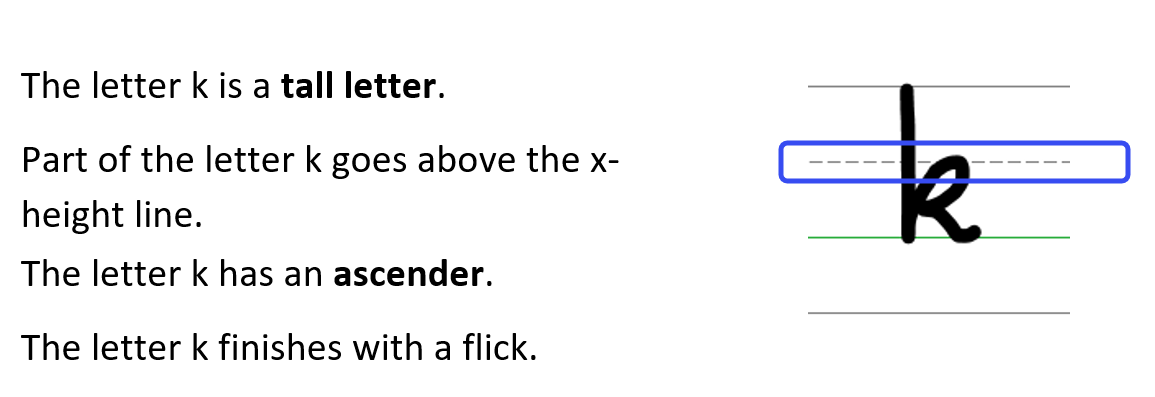 The letter k is a tall letter.
Part of the letter k goes above the x-
height line.
The letter k has an ascender.
The letter k finishes with a flick.
k